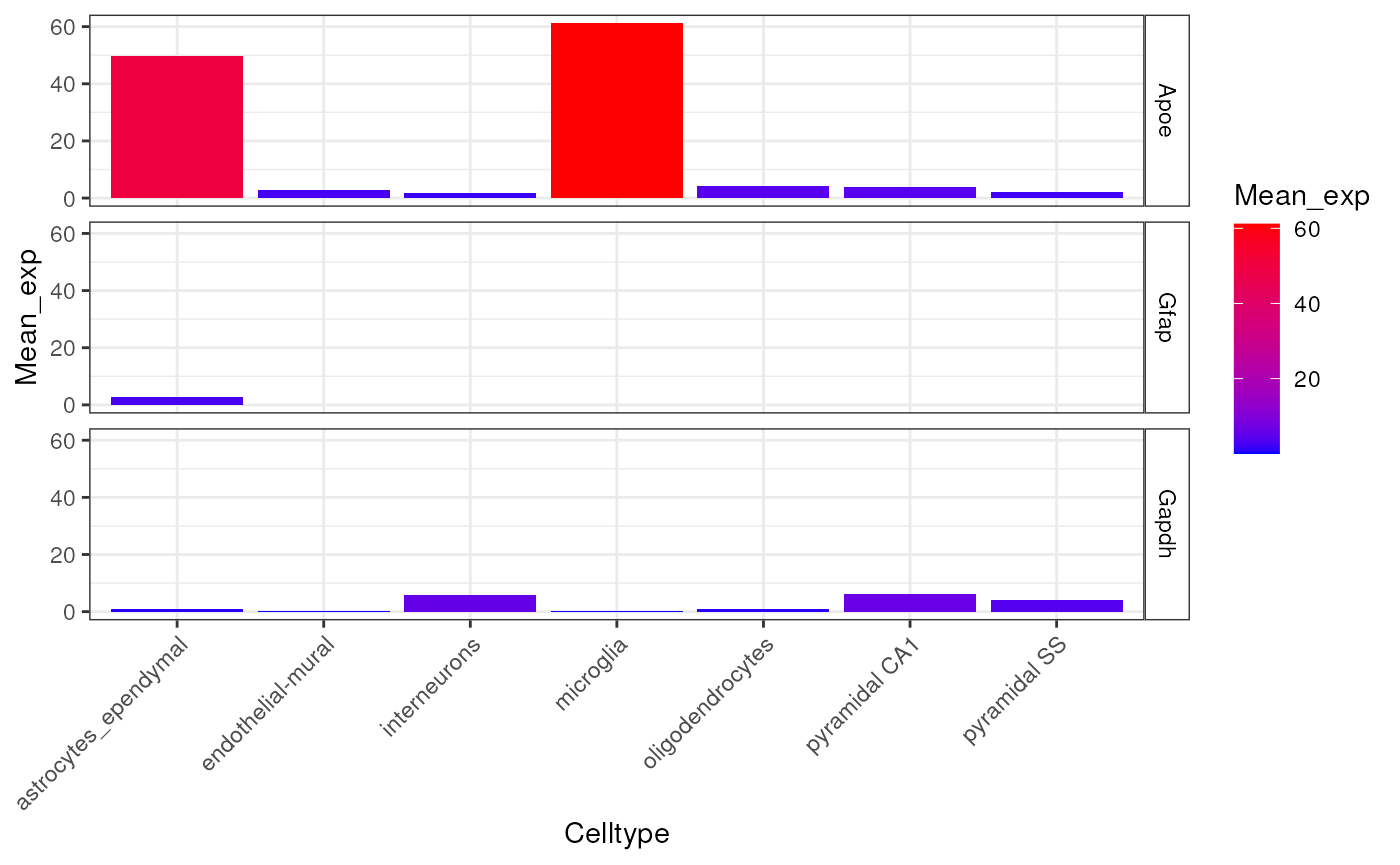 60
40
20
0
Apoe
60
40
20
0
Gfap
60
40
20
0
Gapdh
Mean_exp
astrocytes_ependymal
endothelial-mural
interneurons
microglia
oligodendrocytes
pyramidal CA1
pyramidal SS
Celltype
Mean_exp
60
40
20